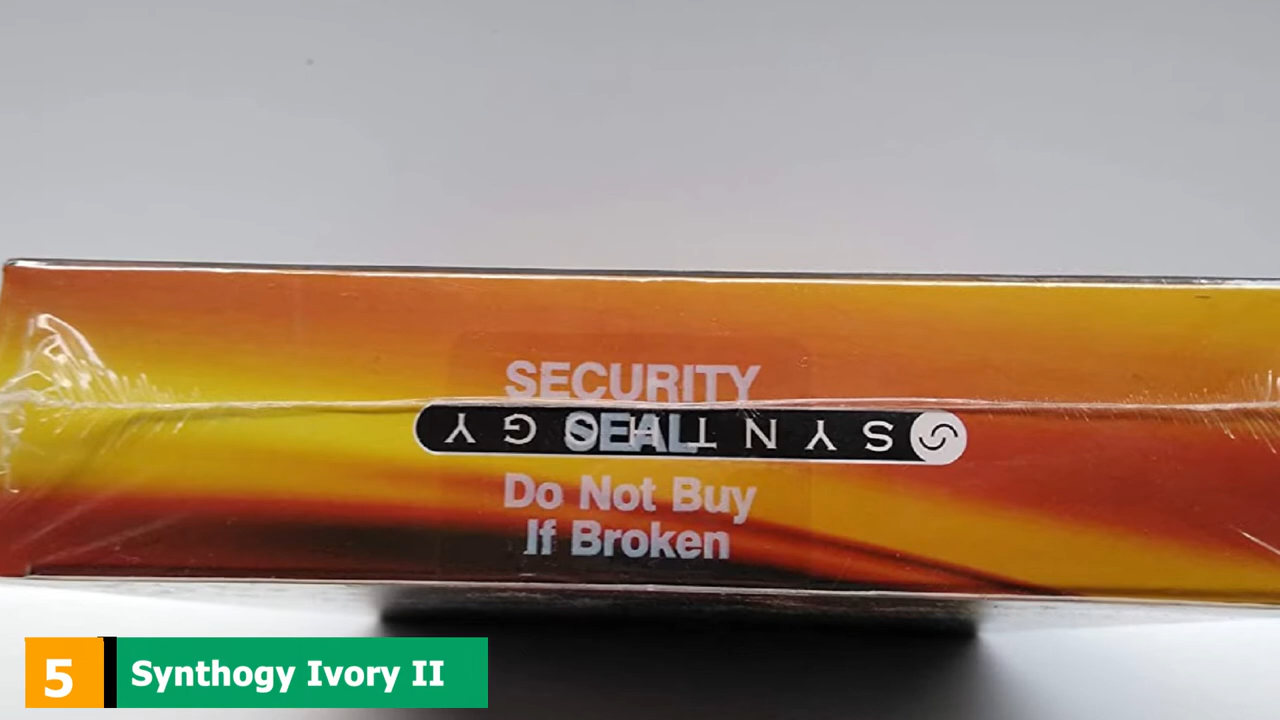 SECURITY
SEAL
SYNTHOGY
Do Not Buy
If Broken
5
Synthogy Ivory II